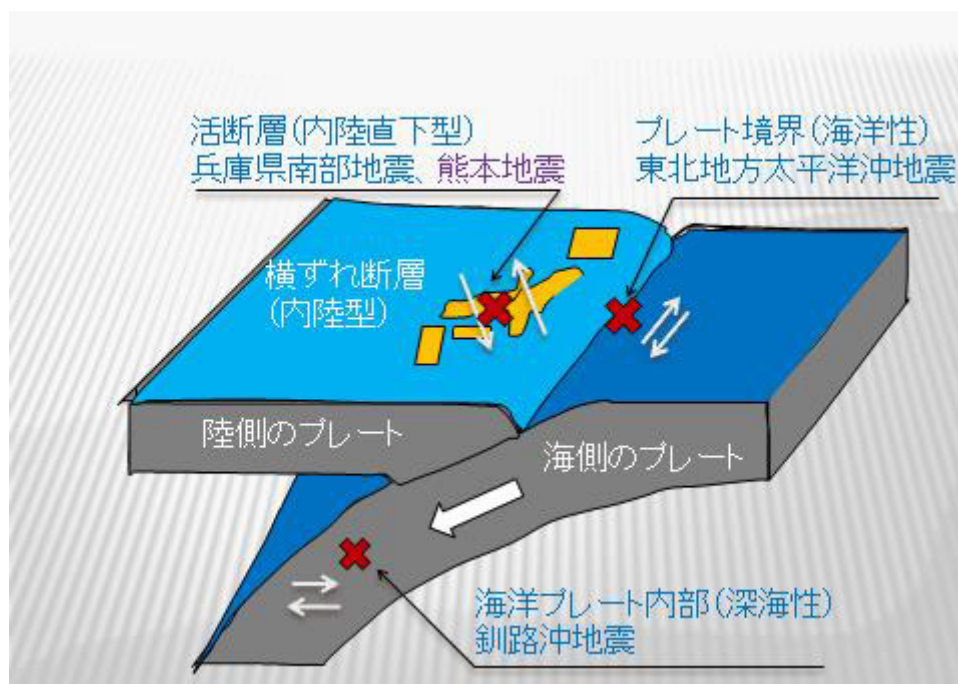 活断層(内陸直下型)
兵庫県南部地震、熊本地震
プレート境界(海洋性)
東北地方太平洋沖地震
横ずれ断層
(内陸型)
陸側のプレート
海側のプレート
海洋プレート内部(深海性)
釧路沖地震